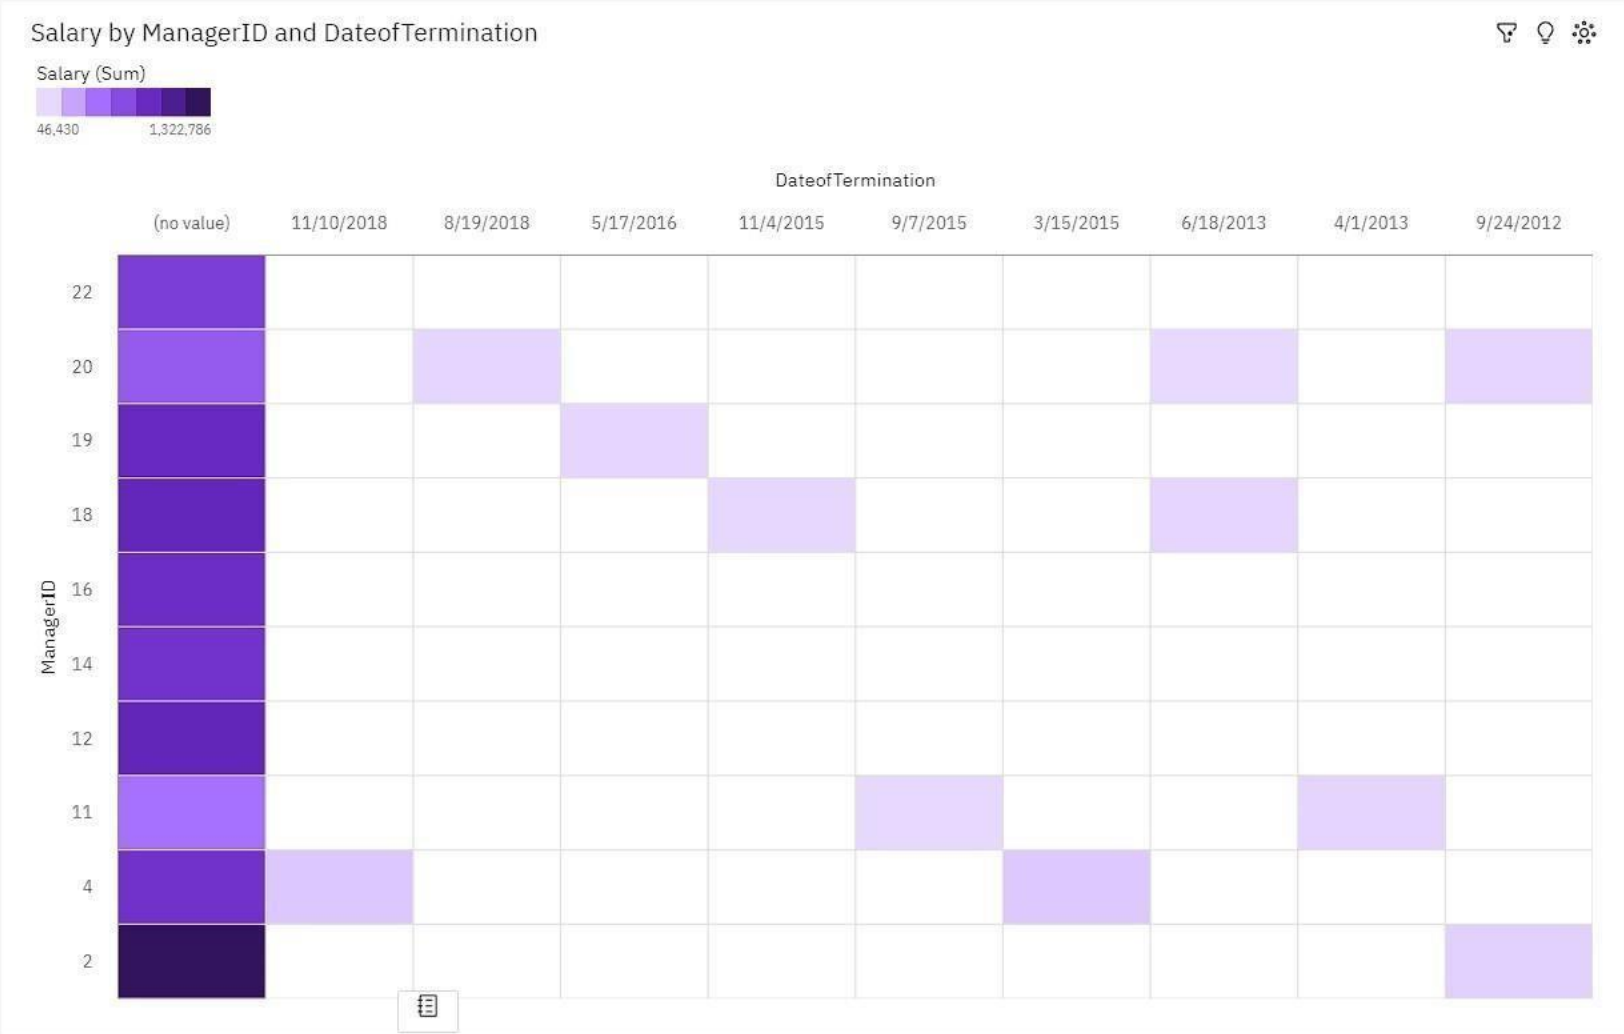 Salary by ManagerID and DateofTermination
Salary (Sum)
46,430 1,322,786
DateofTermination
(no value) 11/10/2018 8/19/2018 5/17/2016 11/4/2015 9/7/2015 3/15/2015 6/18/2013 4/1/2013 9/24/2012
ManagerID
22
20
19
18
16
14
12
11
4
2